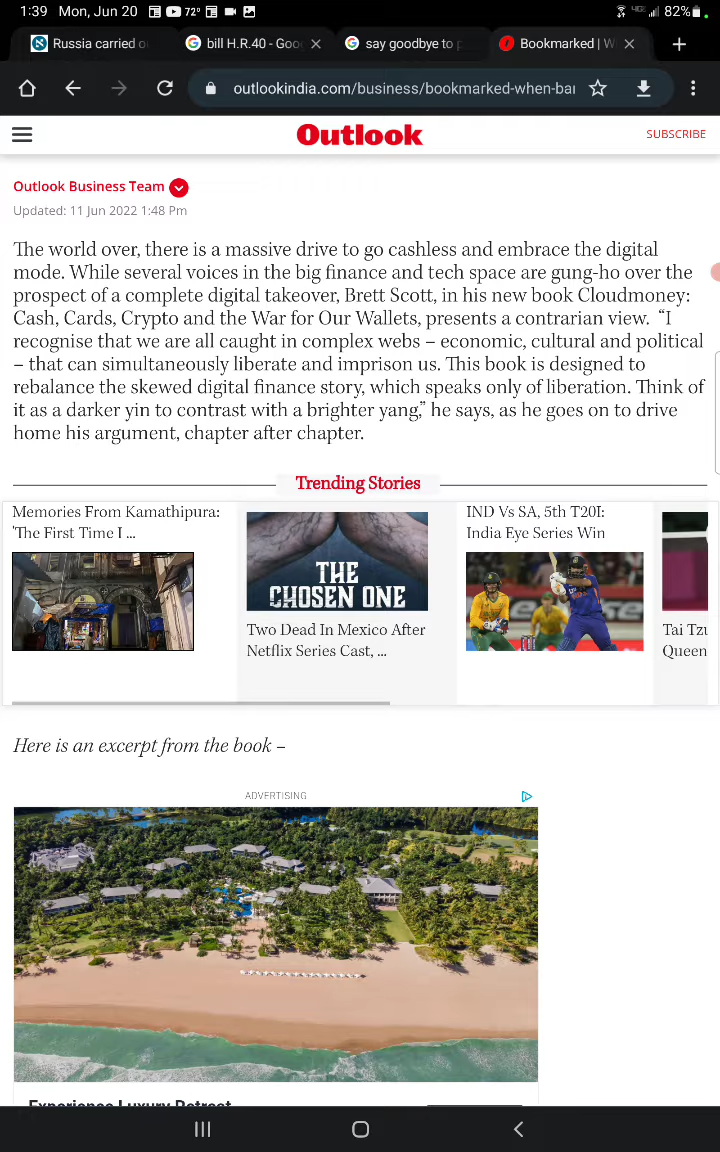 1:39 Mon, Jun 20 72° 82%
Russia carried o
bill H.R.40 - Goo
say goodbye to p
Bookmarked | W
outlookindia.com/business/bookmarked-when-ban
Outlook
SUBSCRIBE
Outlook Business Team
Updated: 11 Jun 2022 1:48 Pm
The world over, there is a massive drive to go cashless and embrace the digital
mode. While several voices in the big finance and tech space are gung-ho over the
prospect of a complete digital takeover, Brett Scott, in his new book Cloudmoney:
Cash, Cards, Crypto and the War for Our Wallets, presents a contrarian view. “I
recognise that we are all caught in complex webs – economic, cultural and political
– that can simultaneously liberate and imprison us. This book is designed to
rebalance the skewed digital finance story, which speaks only of liberation. Think of
it as a darker yin to contrast with a brighter yang,” he says, as he goes on to drive
home his argument, chapter after chapter.
Trending Stories
Memories From Kamathipura:
'The First Time I ...
THE
CHOSEN ONE
Two Dead In Mexico After
Netflix Series Cast, ...
IND Vs SA, 5th T20I:
India Eye Series Win
Tai Tzu
Queen
Here is an excerpt from the book –
ADVERTISING
Experience Luxury Retreat